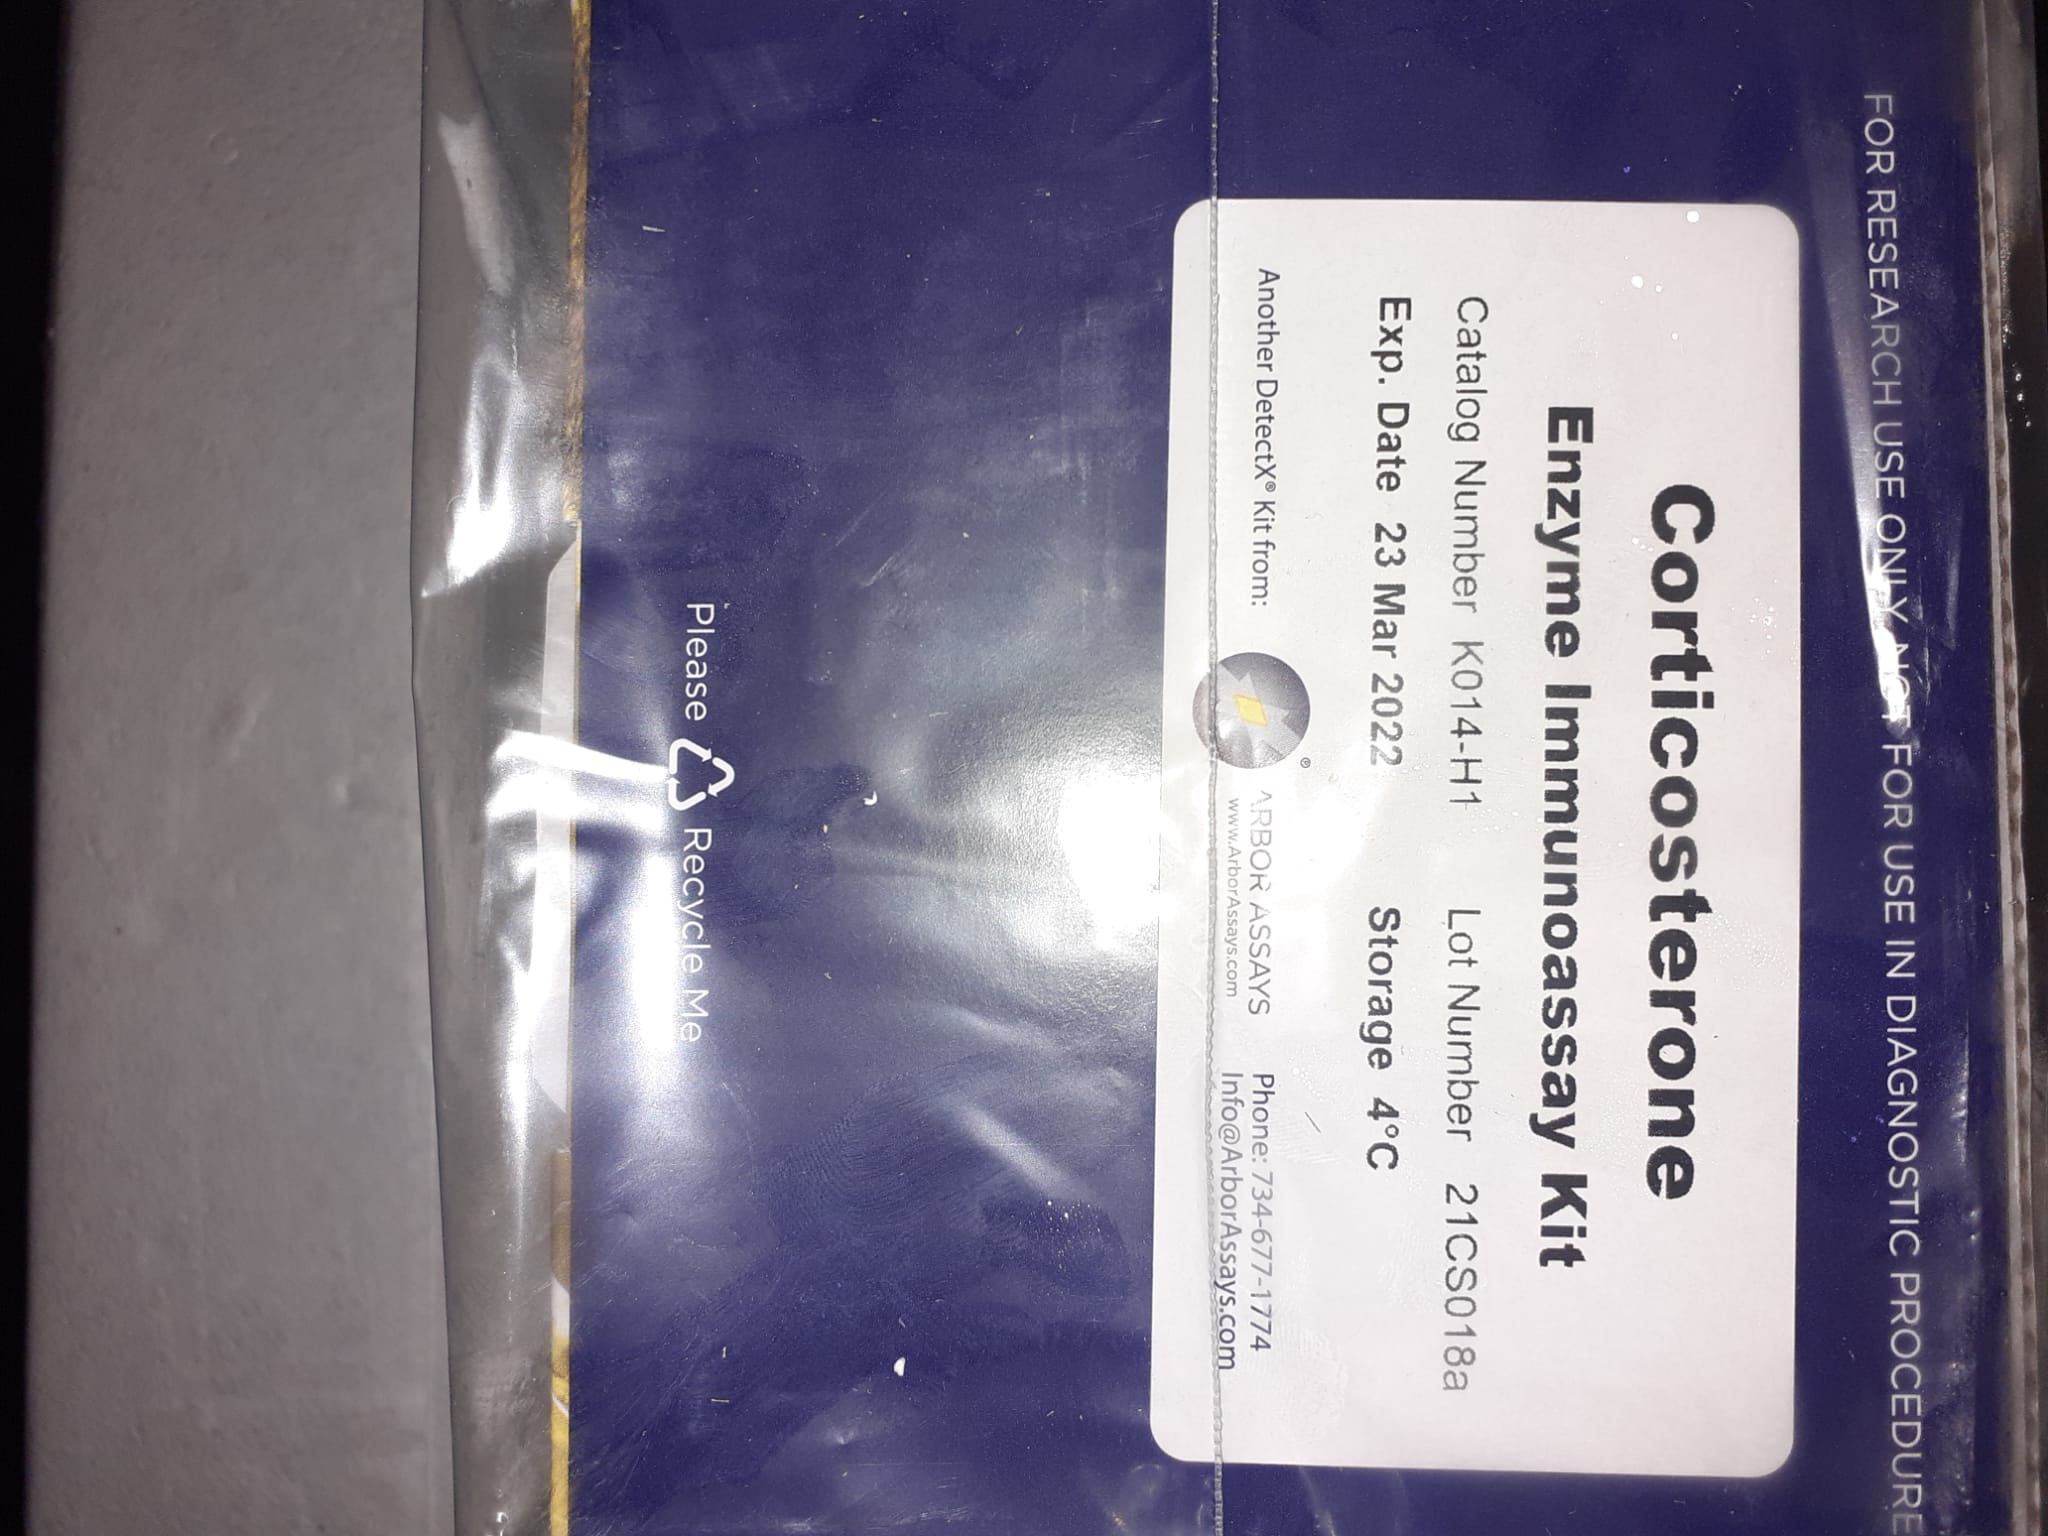 FOR RESEARCH USE ONLY NOT FOR USE IN DIAGNOSTIC PROCEDURE
Corticosterone
Enzyme Immunoassay Kit
Catalog Number K014-H1 Lot Number 21CS018a
Exp. Date 23 Mar 2022 Storage 4°C
Another DetectX® Kit from: ® ARBOR ASSAYS Phone: 734-677-1774
www.ArborAssays.com Info@ArborAssays.com
Please Recycle Me